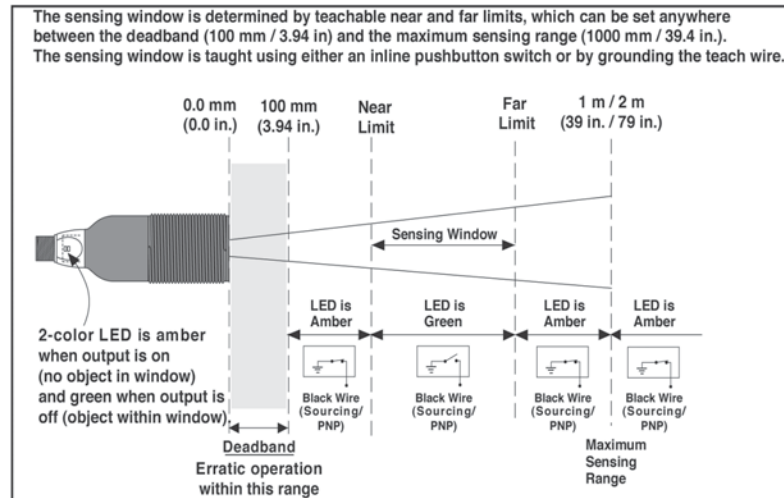 The sensing window is determined by teachable near and far limits, which can be set anywhere
between the deadband (100 mm / 3.94 in) and the maximum sensing range (1000 mm / 39.4 in.).
The sensing window is taught using either an inline pushbutton switch or by grounding the teach wire.
0.0 mm
(0.0 in.)
100 mm
(3.94 in.)
Near
Limit
Far
Limit
1 m / 2 m
(39 in. / 79 in.)
Sensing Window
2-color LED is amber
when output is on
(no object in window)
and green when output is
off (object within window)
LED is
Amber
LED is
Green
LED is
Amber
LED is
Amber
Black Wire
(Sourcing/
PNP)
Black Wire
(Sourcing/
PNP)
Black Wire
(Sourcing/
PNP)
Black Wire
(Sourcing/
PNP)
Deadband
Erratic operation
within this range
Maximum
Sensing
Range